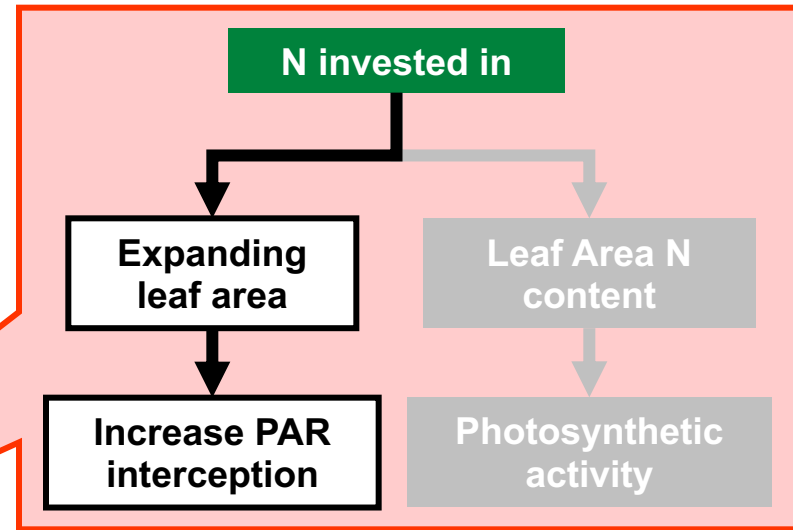 N invested in
Expanding
leaf area
Leaf Area N
content
Increase PAR
interception
Photosynthetic
activity